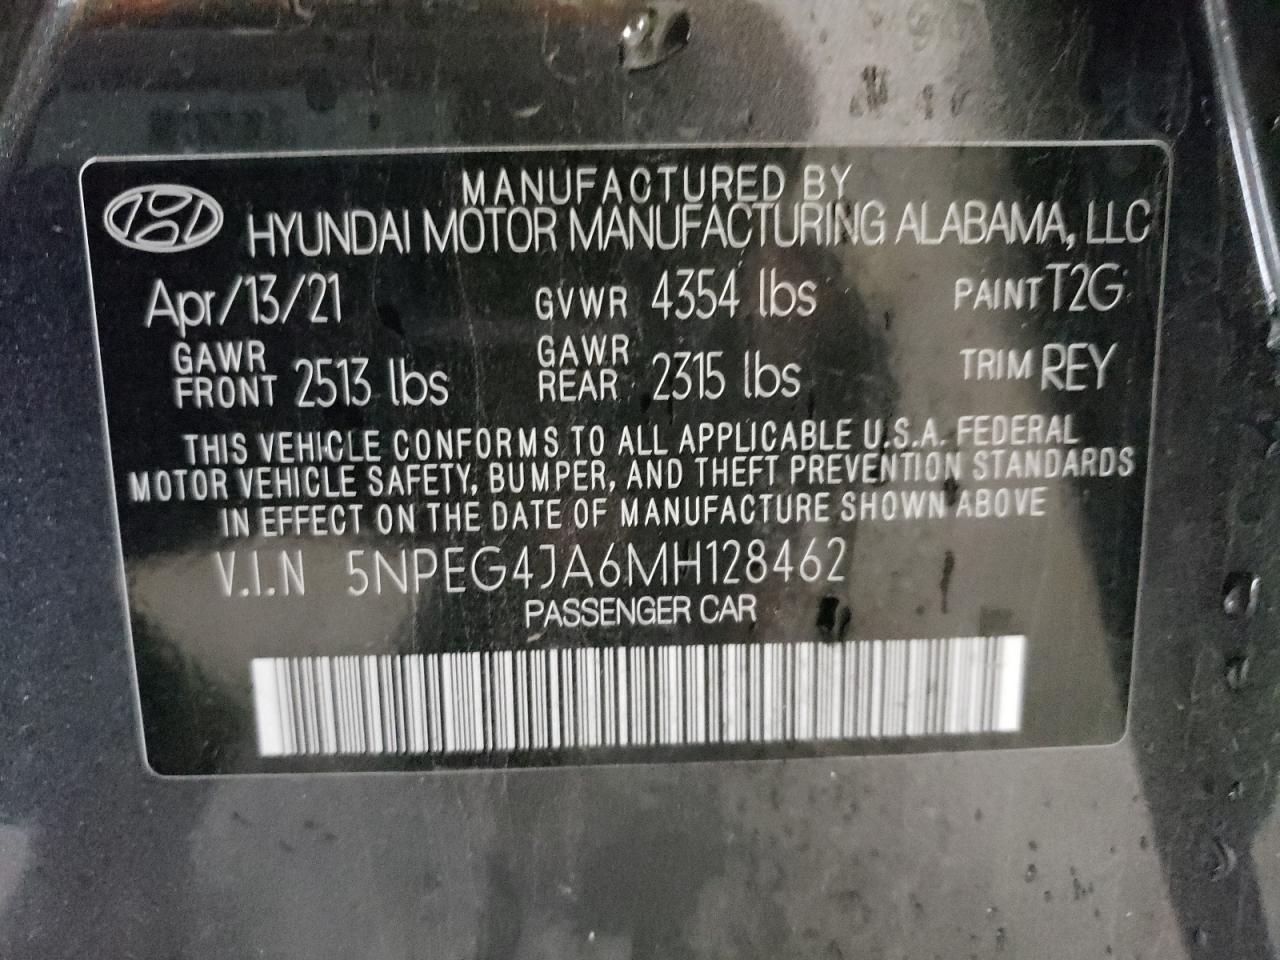 MANUFACTURED BY
HYUNDAI MOTOR MANUFACTURING ALABAMA, LLC
Apr/13/21 GVWR 4354 lbs PAINT T2G
GAWR FRONT 2513 lbs GAWR REAR 2315 lbs TRIM REY
THIS VEHICLE CONFORMS TO ALL APPLICABLE U.S.A. FEDERAL
MOTOR VEHICLE SAFETY, BUMPER, AND THEFT PREVENTION STANDARDS
IN EFFECT ON THE DATE OF MANUFACTURE SHOWN ABOVE
V.I.N 5NPEG4JA6MH128462
PASSENGER CAR